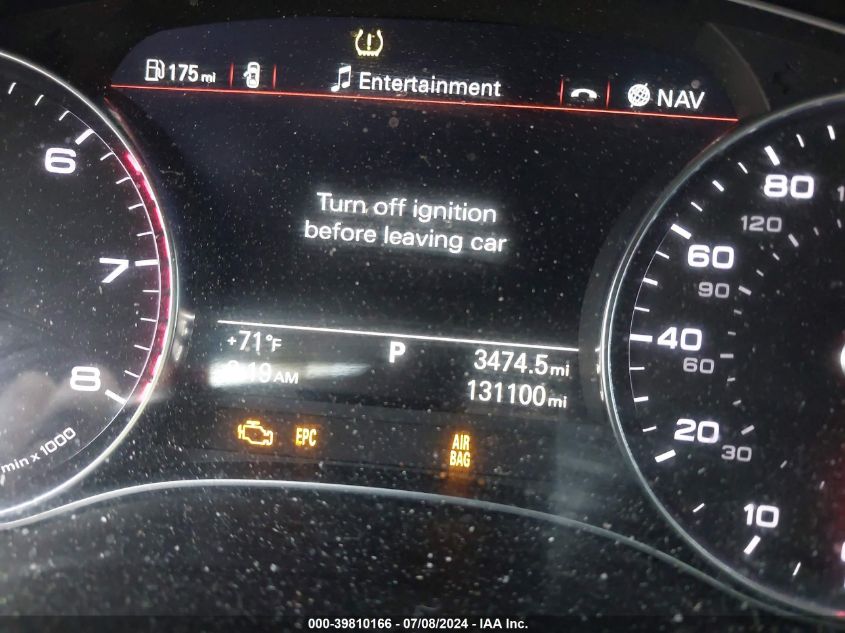 175 mi
Entertainment
NAV
Turn off ignition
before leaving car
+71°F
P
3474.5 mi
:19 AM
131100 mi
EPC
AIR
BAG
6
7
8
min x 1000
80
120
60
90
40
60
20
30
10
000-39810166 - 07/08/2024 - IAA Inc.